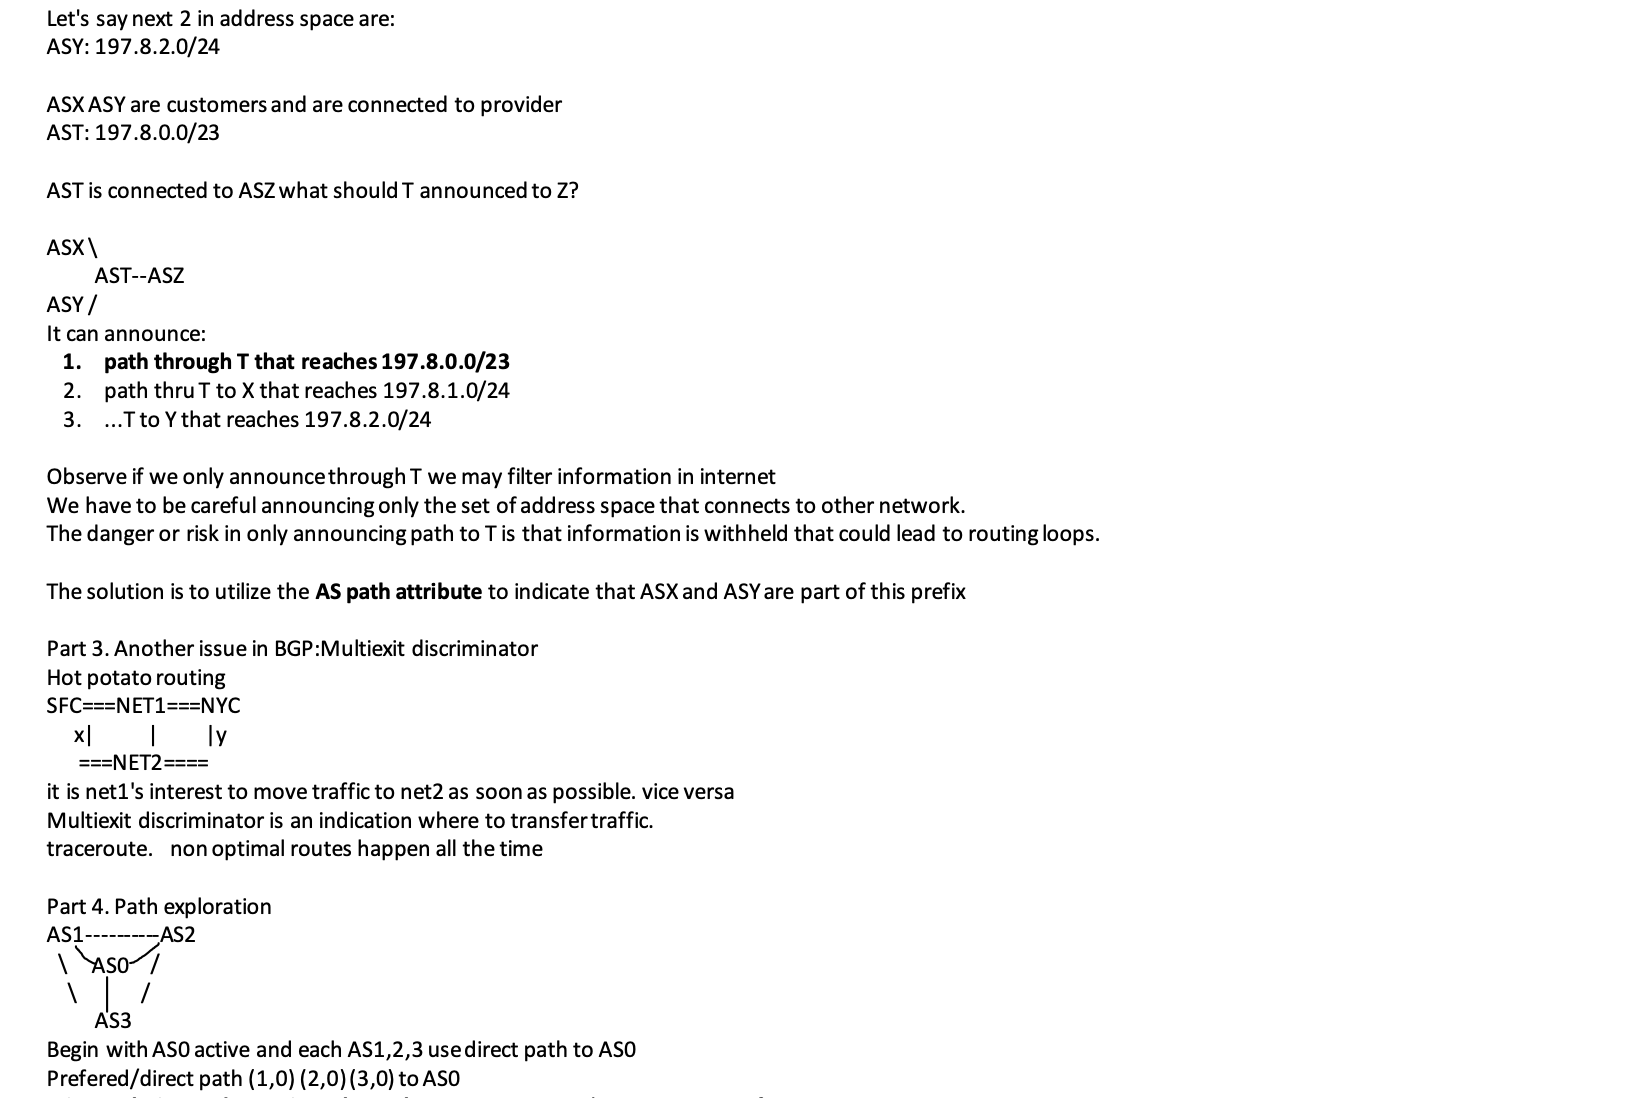 Let's say next 2 in address space are:
ASY: 197.8.2.0/24
ASX ASY are customers and are connected to provider
AST: 197.8.0.0/23
AST is connected to ASZ what should T announced to Z?
ASX \
AST--ASZ
ASY /
It can announce:
1. path through T that reaches 197.8.0.0/23
2. path thru T to X that reaches 197.8.1.0/24
3. ...T to Y that reaches 197.8.2.0/24
Observe if we only announce through T we may filter information in internet
We have to be careful announcing only the set of address space that connects to other network.
The danger or risk in only announcing path to T is that information is withheld that could lead to routing loops.
The solution is to utilize the AS path attribute to indicate that ASX and ASY are part of this prefix
Part 3. Another issue in BGP:Multiexit discriminator
Hot potato routing
SFC===NET1===NYC
x| | |y
===NET2====
it is net1's interest to move traffic to net2 as soon as possible. vice versa
Multiexit discriminator is an indication where to transfer traffic.
traceroute. non optimal routes happen all the time
Part 4. Path exploration
AS1----------AS2
\ AS0 /
\ | /
AS3
Begin with AS0 active and each AS1,2,3 use direct path to AS0
Prefered/direct path (1,0) (2,0) (3,0) to AS0